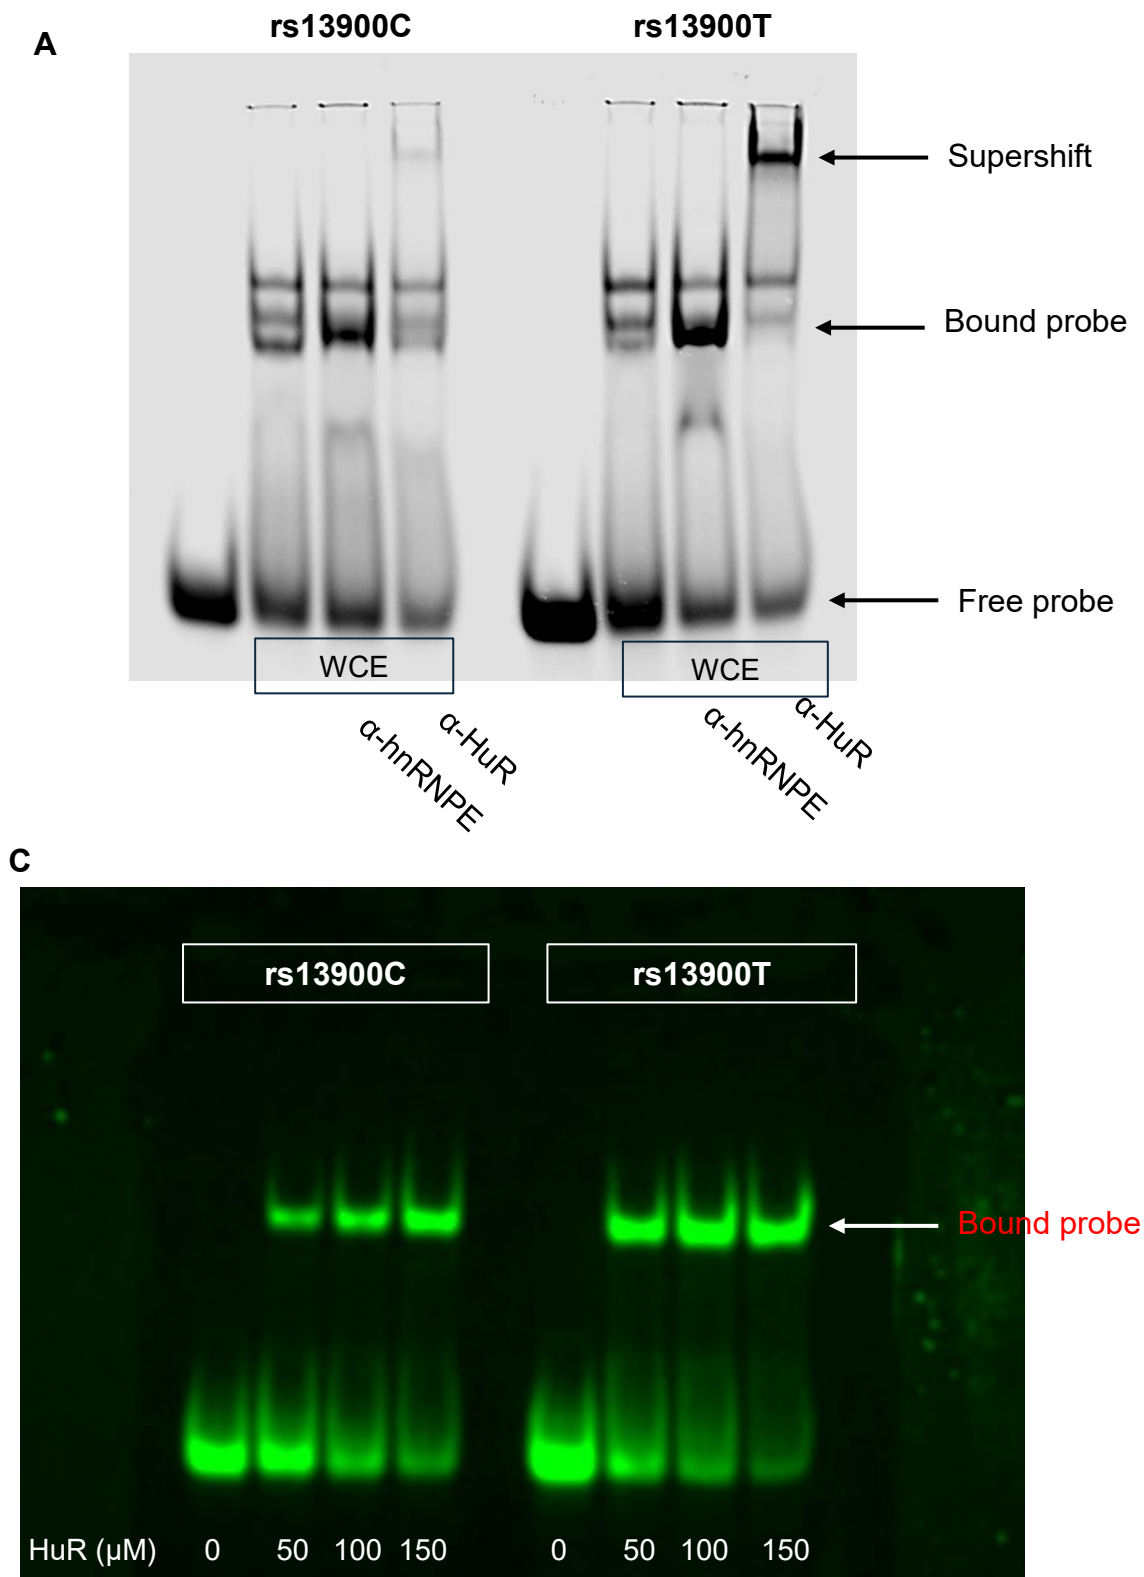 A
rs13900C
rs13900T
Supershift
Bound probe
Free probe
WCE
WCE
α-hnRNPE
α-HuR
α-hnRNPE
α-HuR
C
rs13900C
rs13900T
Bound probe
HuR (µM) 0 50 100 150 0 50 100 150